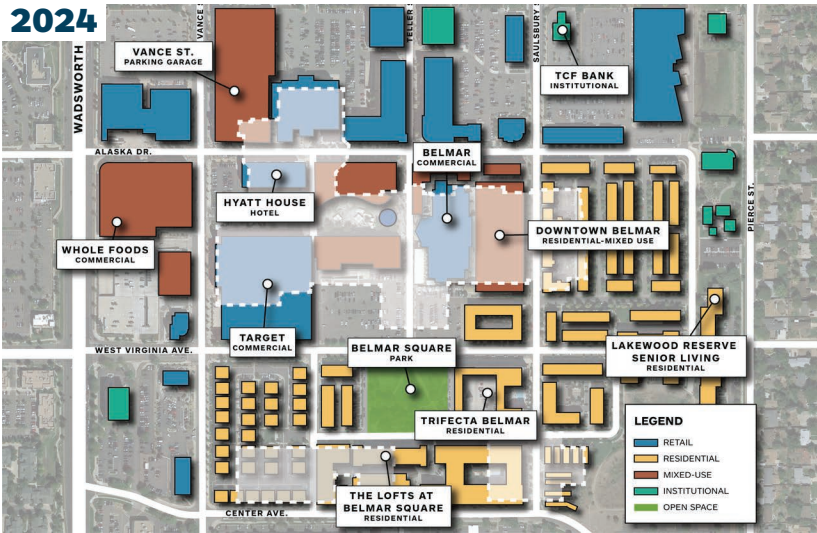 2024
WADSWORTH
VANCE S
TELLER S
SAULSBURY S
VANCE ST.
PARKING GARAGE
TCF BANK
INSTITUTIONAL
ALASKA DR.
BELMAR
COMMERCIAL
PIERCE ST.
HYATT HOUSE
HOTEL
WHOLE FOODS
COMMERCIAL
DOWNTOWN BELMAR
RESIDENTIAL-MIXED USE
TARGET
COMMERCIAL
BELMAR SQUARE
PARK
LAKEWOOD RESERVE
SENIOR LIVING
RESIDENTIAL
WEST VIRGINIA AVE.
TRIFECTA BELMAR
RESIDENTIAL
THE LOFTS AT
BELMAR SQUARE
RESIDENTIAL
CENTER AVE.
LEGEND
RETAIL
RESIDENTIAL
MIXED-USE
INSTITUTIONAL
OPEN SPACE